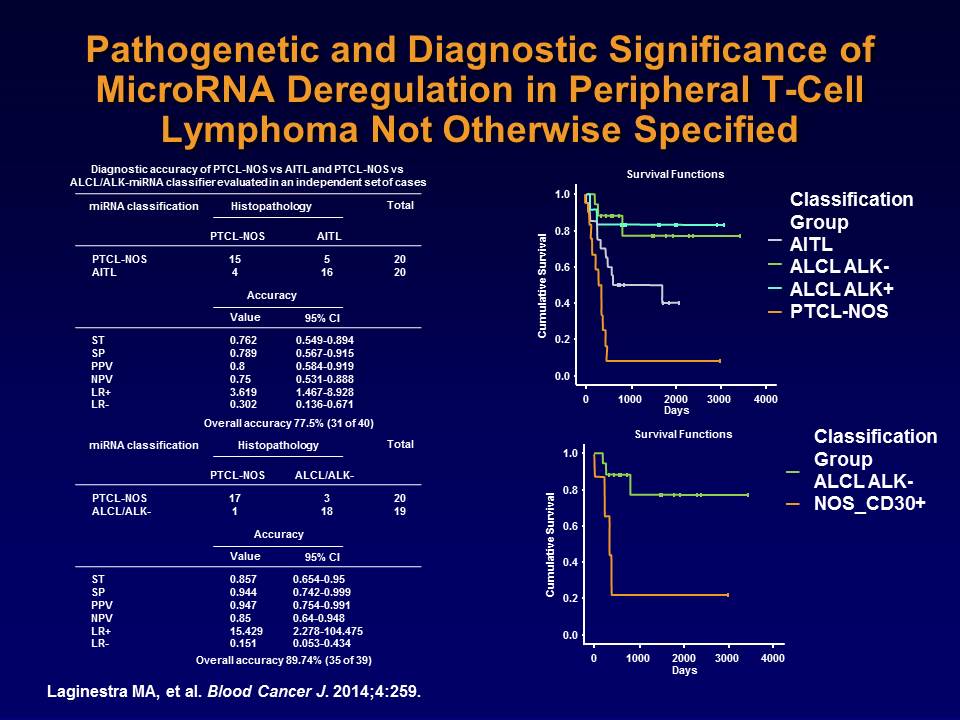 Pathogenetic and Diagnostic Significance of
MicroRNA Deregulation in Peripheral T-Cell
Lymphoma Not Otherwise Specified
Diagnostic accuracy of PTCL-NOS vs AITL and PTCL-NOS vs
ALCL/ALK-miRNA classifier evaluated in an independent set of cases
miRNA classification Histopathology Total
PTCL-NOS AITL
PTCL-NOS 15 5 20
AITL 4 16 20
Accuracy
Value 95% CI
ST 0.762 0.549-0.894
SP 0.789 0.567-0.915
PPV 0.8 0.584-0.919
NPV 0.75 0.531-0.888
LR+ 3.619 1.467-8.928
LR- 0.302 0.136-0.671
Overall accuracy 77.5% (31 of 40)
miRNA classification Histopathology Total
PTCL-NOS ALCL/ALK-
PTCL-NOS 17 3 20
ALCL/ALK- 1 18 19
Accuracy
Value 95% CI
ST 0.857 0.654-0.95
SP 0.944 0.742-0.999
PPV 0.947 0.754-0.991
NPV 0.85 0.64-0.948
LR+ 15.429 2.278-104.475
LR- 0.151 0.053-0.434
Overall accuracy 89.74% (35 of 39)
Survival Functions
Cumulative Survival
1.0
0.8
0.6
0.4
0.2
0.0
0 1000 2000 3000 4000
Days
Classification
Group
AITL
ALCL ALK-
ALCL ALK+
PTCL-NOS
Survival Functions
Cumulative Survival
1.0
0.8
0.6
0.4
0.2
0.0
0 1000 2000 3000 4000
Days
Classification
Group
ALCL ALK-
NOS_CD30+
Laginestra MA, et al. Blood Cancer J. 2014;4:259.